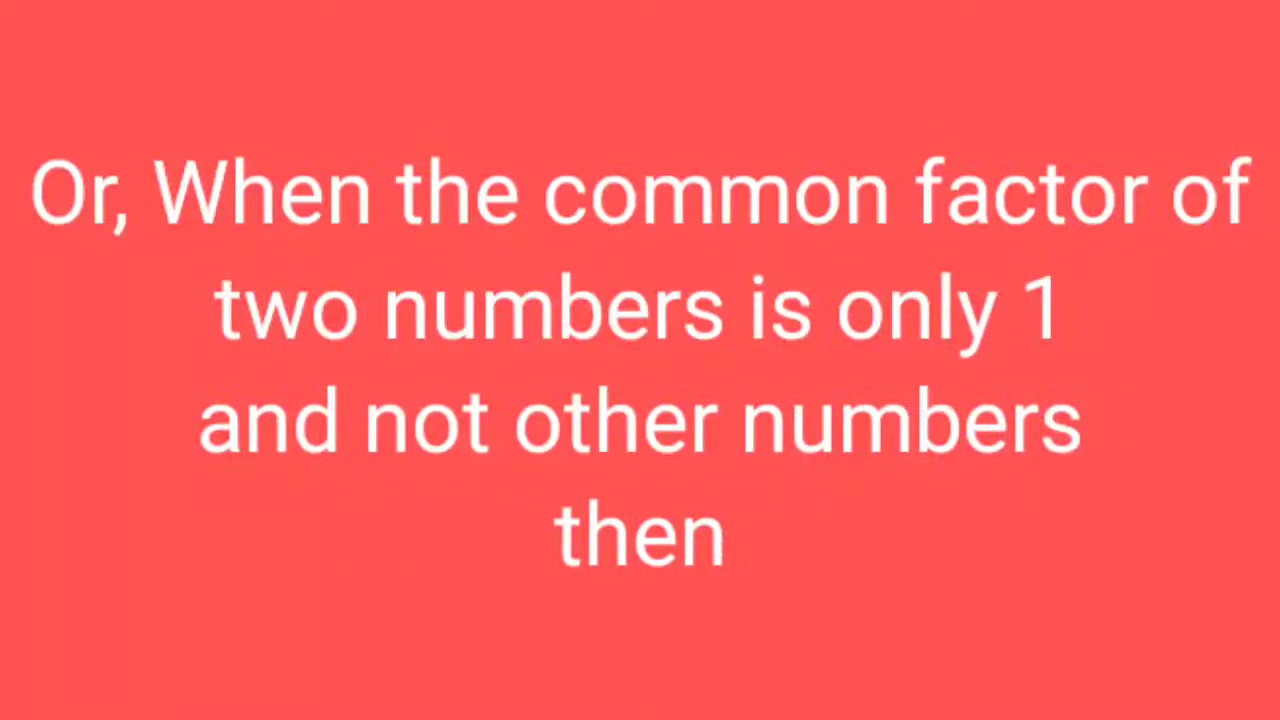 Or, When the common factor of
two numbers is only 1
and not other numbers
then